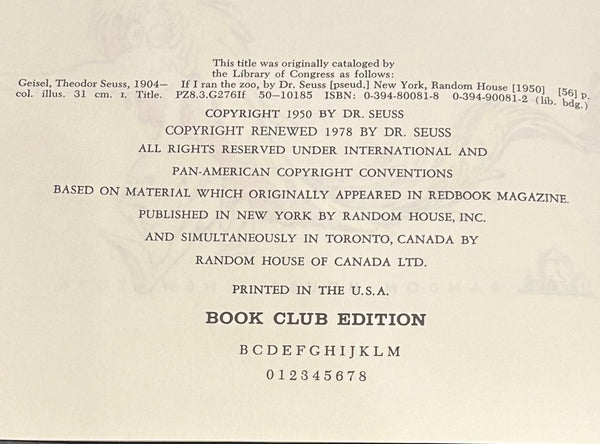 This title was originally cataloged by
the Library of Congress as follows:
Geisel, Theodor Seuss, 1904– If I ran the zoo, by Dr. Seuss [pseud.] New York, Random House [1950] [56] p.
col. illus. 31 cm. I. Title. PZ8.3.G276If 50–10185 ISBN: 0-394-80081-8 0-394-90081-2 (lib. bdg.)
COPYRIGHT 1950 BY DR. SEUSS
COPYRIGHT RENEWED 1978 BY DR. SEUSS
ALL RIGHTS RESERVED UNDER INTERNATIONAL AND
PAN-AMERICAN COPYRIGHT CONVENTIONS
BASED ON MATERIAL WHICH ORIGINALLY APPEARED IN REDBOOK MAGAZINE.
PUBLISHED IN NEW YORK BY RANDOM HOUSE, INC.
AND SIMULTANEOUSLY IN TORONTO, CANADA BY
RANDOM HOUSE OF CANADA LTD.
PRINTED IN THE U.S.A.
BOOK CLUB EDITION
B C D E F G H I J K L M
0 1 2 3 4 5 6 7 8